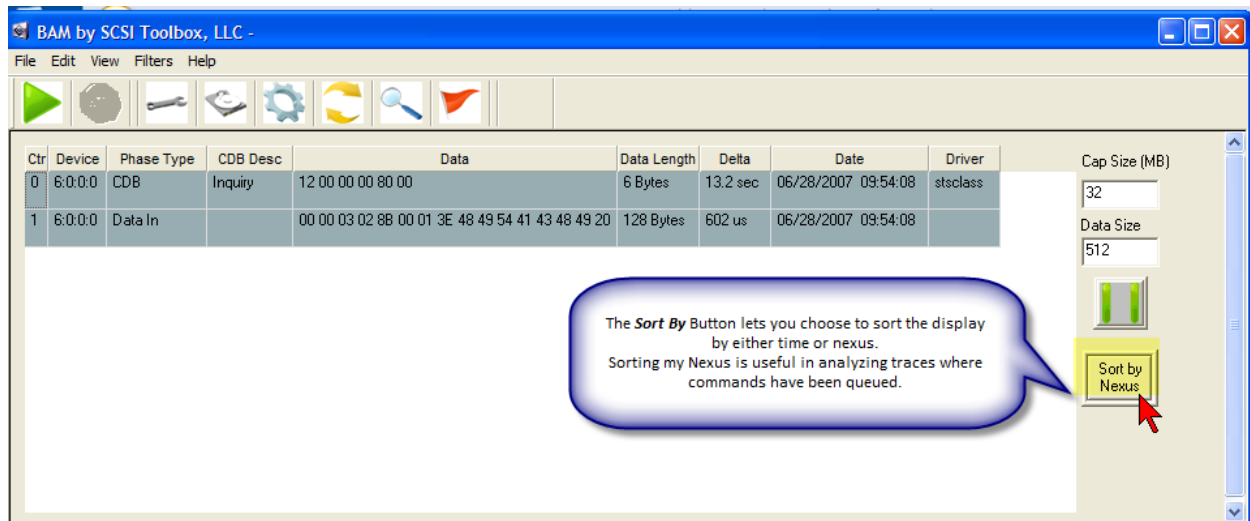 BAM by SCSI Toolbox, LLC -
File Edit View Filters Help
Ctr Device Phase Type CDB Desc Data Data Length Delta Date Driver
0 6:0:0:0 CDB Inquiry 12 00 00 00 80 00 6 Bytes 13.2 sec 06/28/2007 09:54:08 stsclass
1 6:0:0:0 Data In 00 00 03 02 8B 00 01 3E 48 49 54 41 43 48 49 20 128 Bytes 602 us 06/28/2007 09:54:08
Cap Size (MB)
32
Data Size
512
The Sort By Button lets you choose to sort the display
by either time or nexus.
Sorting my Nexus is useful in analyzing traces where
commands have been queued.
Sort by
Nexus